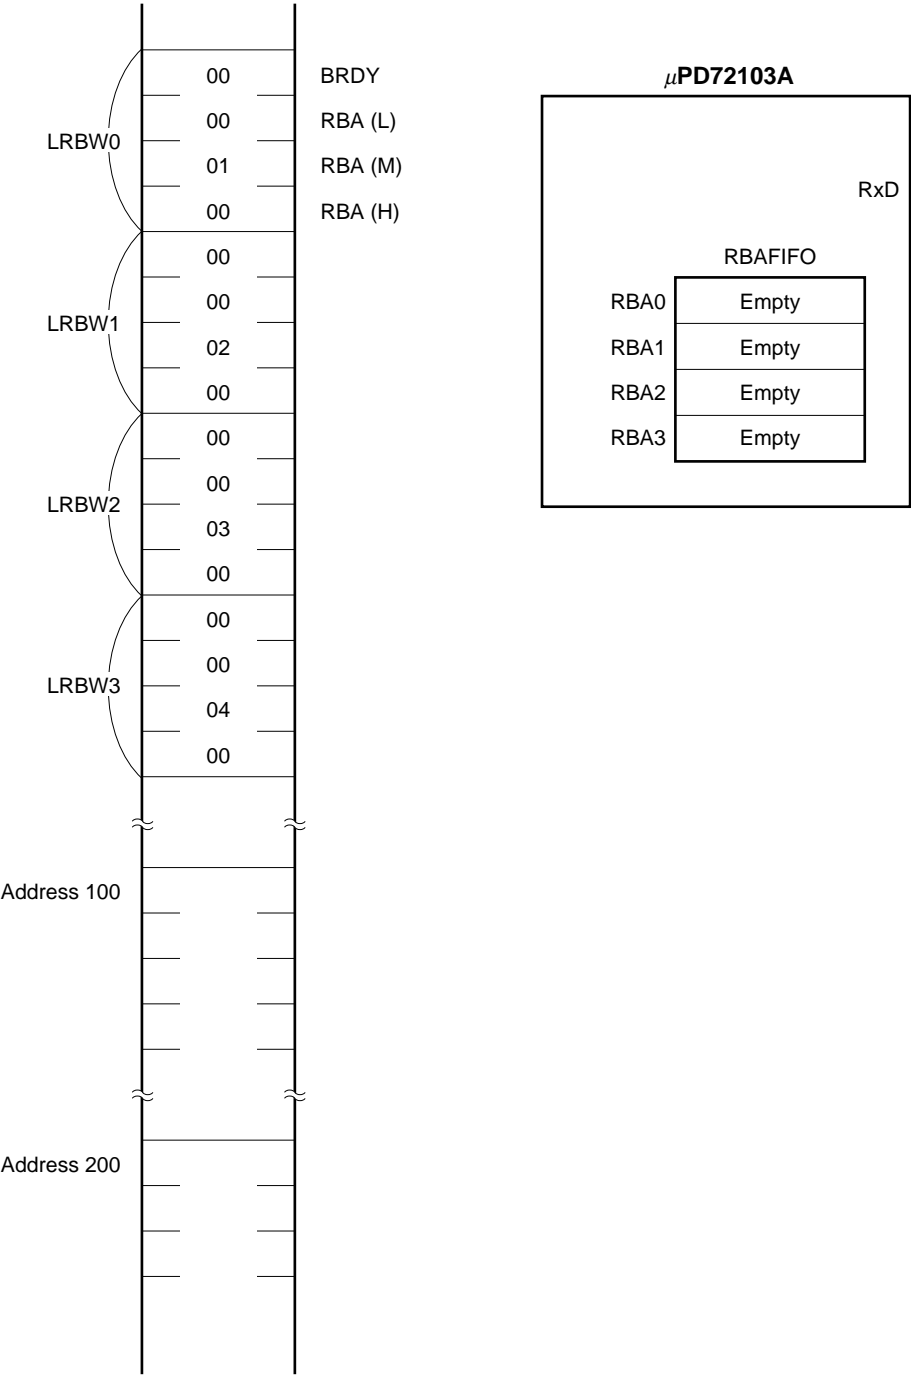 LRBW0
00
BRDY
00
RBA (L)
01
RBA (M)
00
RBA (H)
LRBW1
00
00
02
00
LRBW2
00
00
03
00
LRBW3
00
00
04
00
Address 100
Address 200
μPD72103A
RxD
RBAFIFO
RBA0 Empty
RBA1 Empty
RBA2 Empty
RBA3 Empty